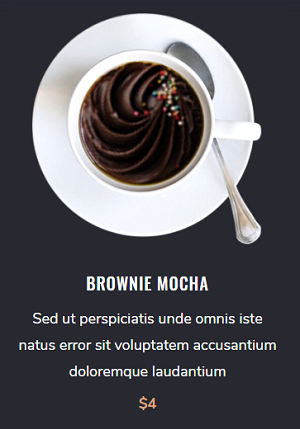 BROWNIE MOCHA
Sed ut perspiciatis unde omnis iste
natus error sit voluptatem accusantium
doloremque laudantium
$4